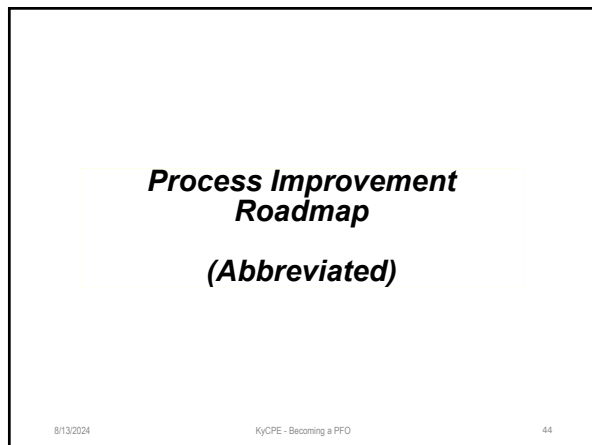 Process Improvement
Roadmap
(Abbreviated)
8/13/2024 KyCPE - Becoming a PFO 44